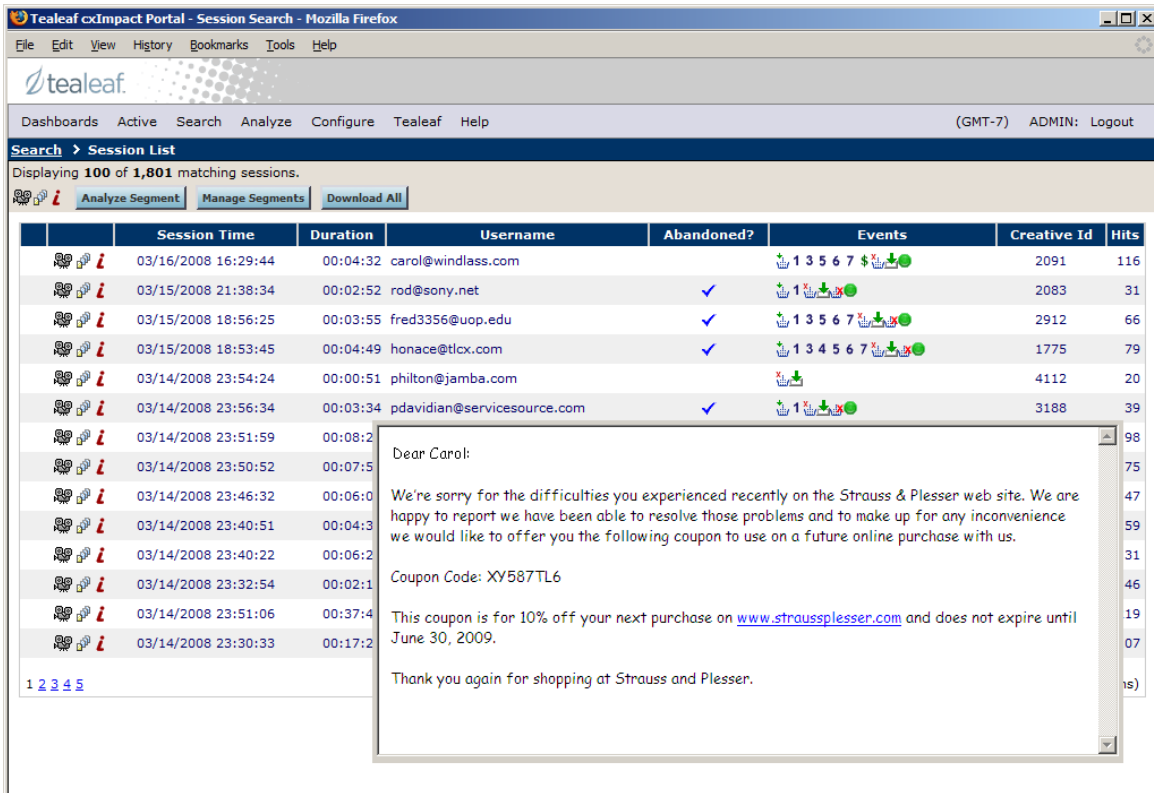 Tealeaf cxImpact Portal - Session Search - Mozilla Firefox
File Edit View History Bookmarks Tools Help
tealeaf.
Dashboards Active Search Analyze Configure Tealeaf Help (GMT-7) ADMIN: Logout
Search > Session List
Displaying 100 of 1,801 matching sessions.
Analyze Segment Manage Segments Download All
Session Time Duration Username Abandoned? Events Creative Id Hits
03/16/2008 16:29:44 00:04:32 carol@windlass.com 1 3 5 6 7 $ 2091 116
03/15/2008 21:38:34 00:02:52 rod@sony.net 1 2083 31
03/15/2008 18:56:25 00:03:55 fred3356@uop.edu 1 3 5 6 7 2912 66
03/15/2008 18:53:45 00:04:49 honace@tlcx.com 1 3 4 5 6 7 1775 79
03/14/2008 23:54:24 00:00:51 philton@jamba.com 4112 20
03/14/2008 23:56:34 00:03:34 pdavidian@servicesource.com 1 3188 39
03/14/2008 23:51:59 00:08:2 98
03/14/2008 23:50:52 00:07:5 75
03/14/2008 23:46:32 00:06:0 47
03/14/2008 23:40:51 00:04:3 59
03/14/2008 23:40:22 00:06:2 31
03/14/2008 23:32:54 00:02:1 46
03/14/2008 23:51:06 00:37:4 19
03/14/2008 23:30:33 00:17:2 07
1 2 3 4 5 ns)
Dear Carol:
We're sorry for the difficulties you experienced recently on the Strauss & Plesser web site. We are
happy to report we have been able to resolve those problems and to make up for any inconvenience
we would like to offer you the following coupon to use on a future online purchase with us.
Coupon Code: XY587TL6
This coupon is for 10% off your next purchase on www.straussplesser.com and does not expire until
June 30, 2009.
Thank you again for shopping at Strauss and Plesser.